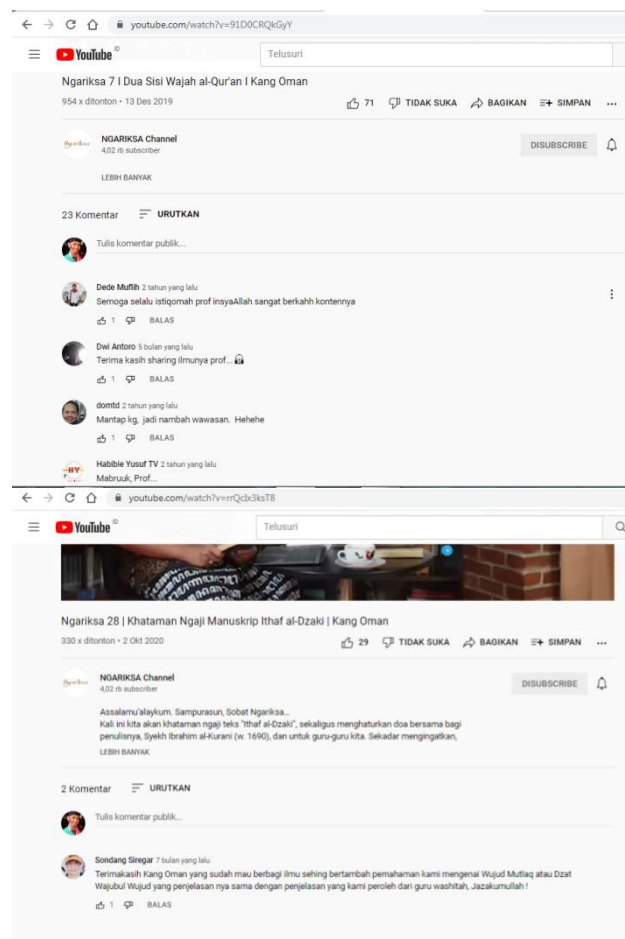 youtube.com/watch?v=91D0CRQkGyY
YouTube ID
Telusuri
Ngariksa 7 I Dua Sisi Wajah al-Qur'an I Kang Oman
954 x ditonton • 13 Des 2019
71 TIDAK SUKA BAGIKAN SIMPAN ...
Ngariksa
NGARIKSA Channel
4,02 rb subscriber
DISUBSCRIBE
LEBIH BANYAK
23 Komentar URUTKAN
Tulis komentar publik...
Dede Muflih 2 tahun yang lalu
Semoga selalu istiqomah prof insyaAllah sangat berkahh kontennya
1 BALAS
Dwi Antoro 5 bulan yang lalu
Terima kasih sharing ilmunya prof...
1 BALAS
domtd 2 tahun yang lalu
Mantap kg, jadi nambah wawasan. Hehehe
1 BALAS
HY
Habibie Yusuf TV 2 tahun yang lalu
Mabruuk, Prof...
youtube.com/watch?v=rrQclx3ksT8
YouTube ID
Telusuri
Ngariksa 28 | Khataman Ngaji Manuskrip Ithaf al-Dzaki | Kang Oman
330 x ditonton • 2 Okt 2020
29 TIDAK SUKA BAGIKAN SIMPAN ...
Ngariksa
NGARIKSA Channel
4,02 rb subscriber
DISUBSCRIBE
Assalamu'alaykum. Sampurasun, Sobat Ngariksa...
Kali ini kita akan khataman ngaji teks "Ithaf al-Dzaki", sekaligus menghaturkan doa bersama bagi
penulisnya, Syekh Ibrahim al-Kurani (w. 1690), dan untuk guru-guru kita. Sekadar mengingatkan,
LEBIH BANYAK
2 Komentar URUTKAN
Tulis komentar publik...
Sondang Siregar 7 bulan yang lalu
Terimakasih Kang Oman yang sudah mau berbagi ilmu sehing bertambah pemahaman kami mengenai Wujud Mutlaq atau Dzat
Wajubul Wujud yang penjelasan nya sama dengan penjelasan yang kami peroleh dari guru washitah, Jazakumullah !
1 BALAS